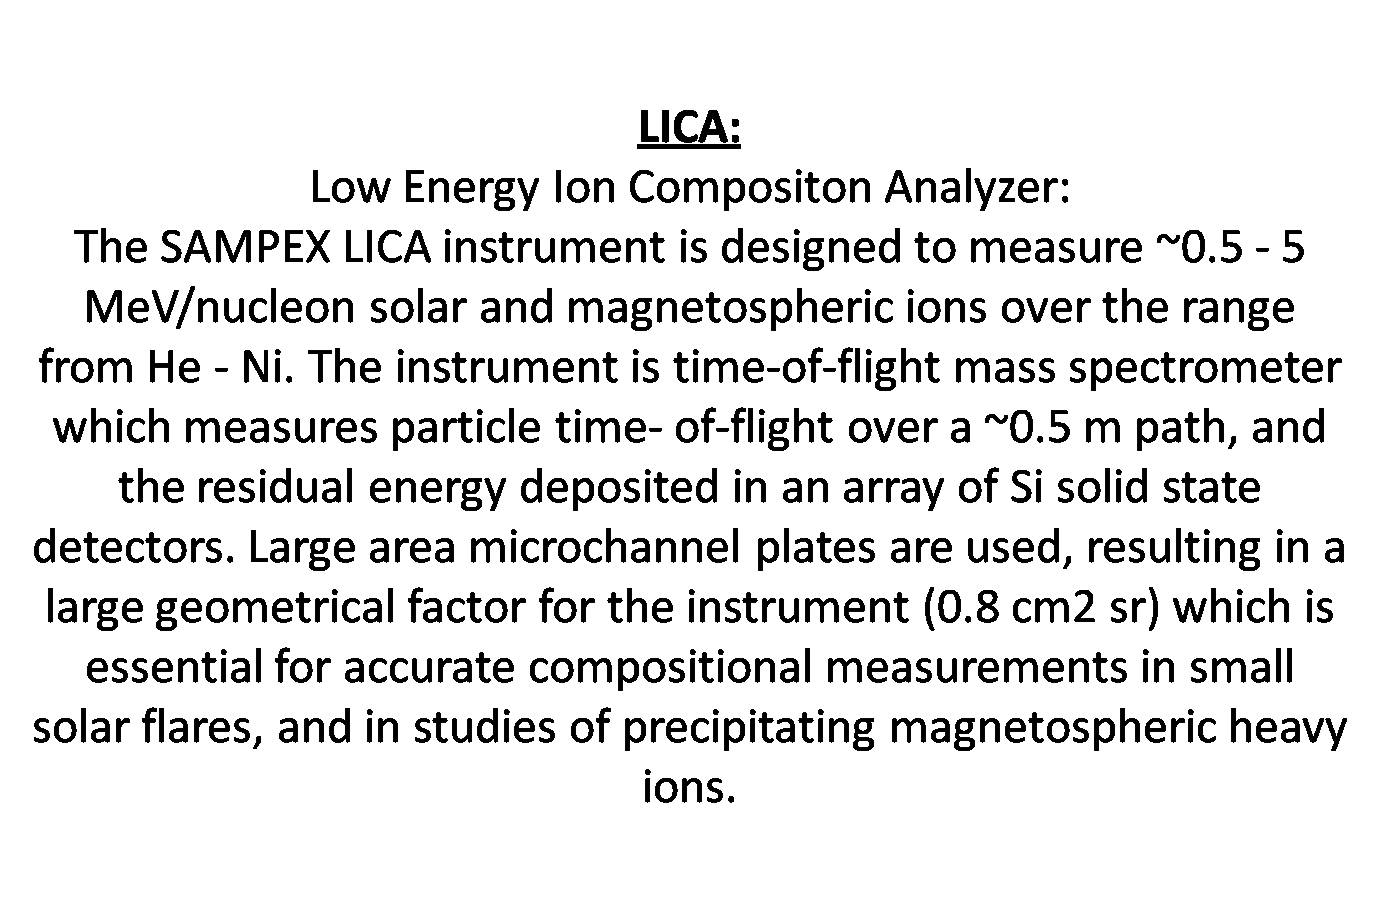 LICA:
Low Energy Ion Compositon Analyzer:
The SAMPEX LICA instrument is designed to measure ~0.5 - 5
MeV/nucleon solar and magnetospheric ions over the range
from He - Ni. The instrument is time-of-flight mass spectrometer
which measures particle time- of-flight over a ~0.5 m path, and
the residual energy deposited in an array of Si solid state
detectors. Large area microchannel plates are used, resulting in a
large geometrical factor for the instrument (0.8 cm2 sr) which is
essential for accurate compositional measurements in small
solar flares, and in studies of precipitating magnetospheric heavy
ions.